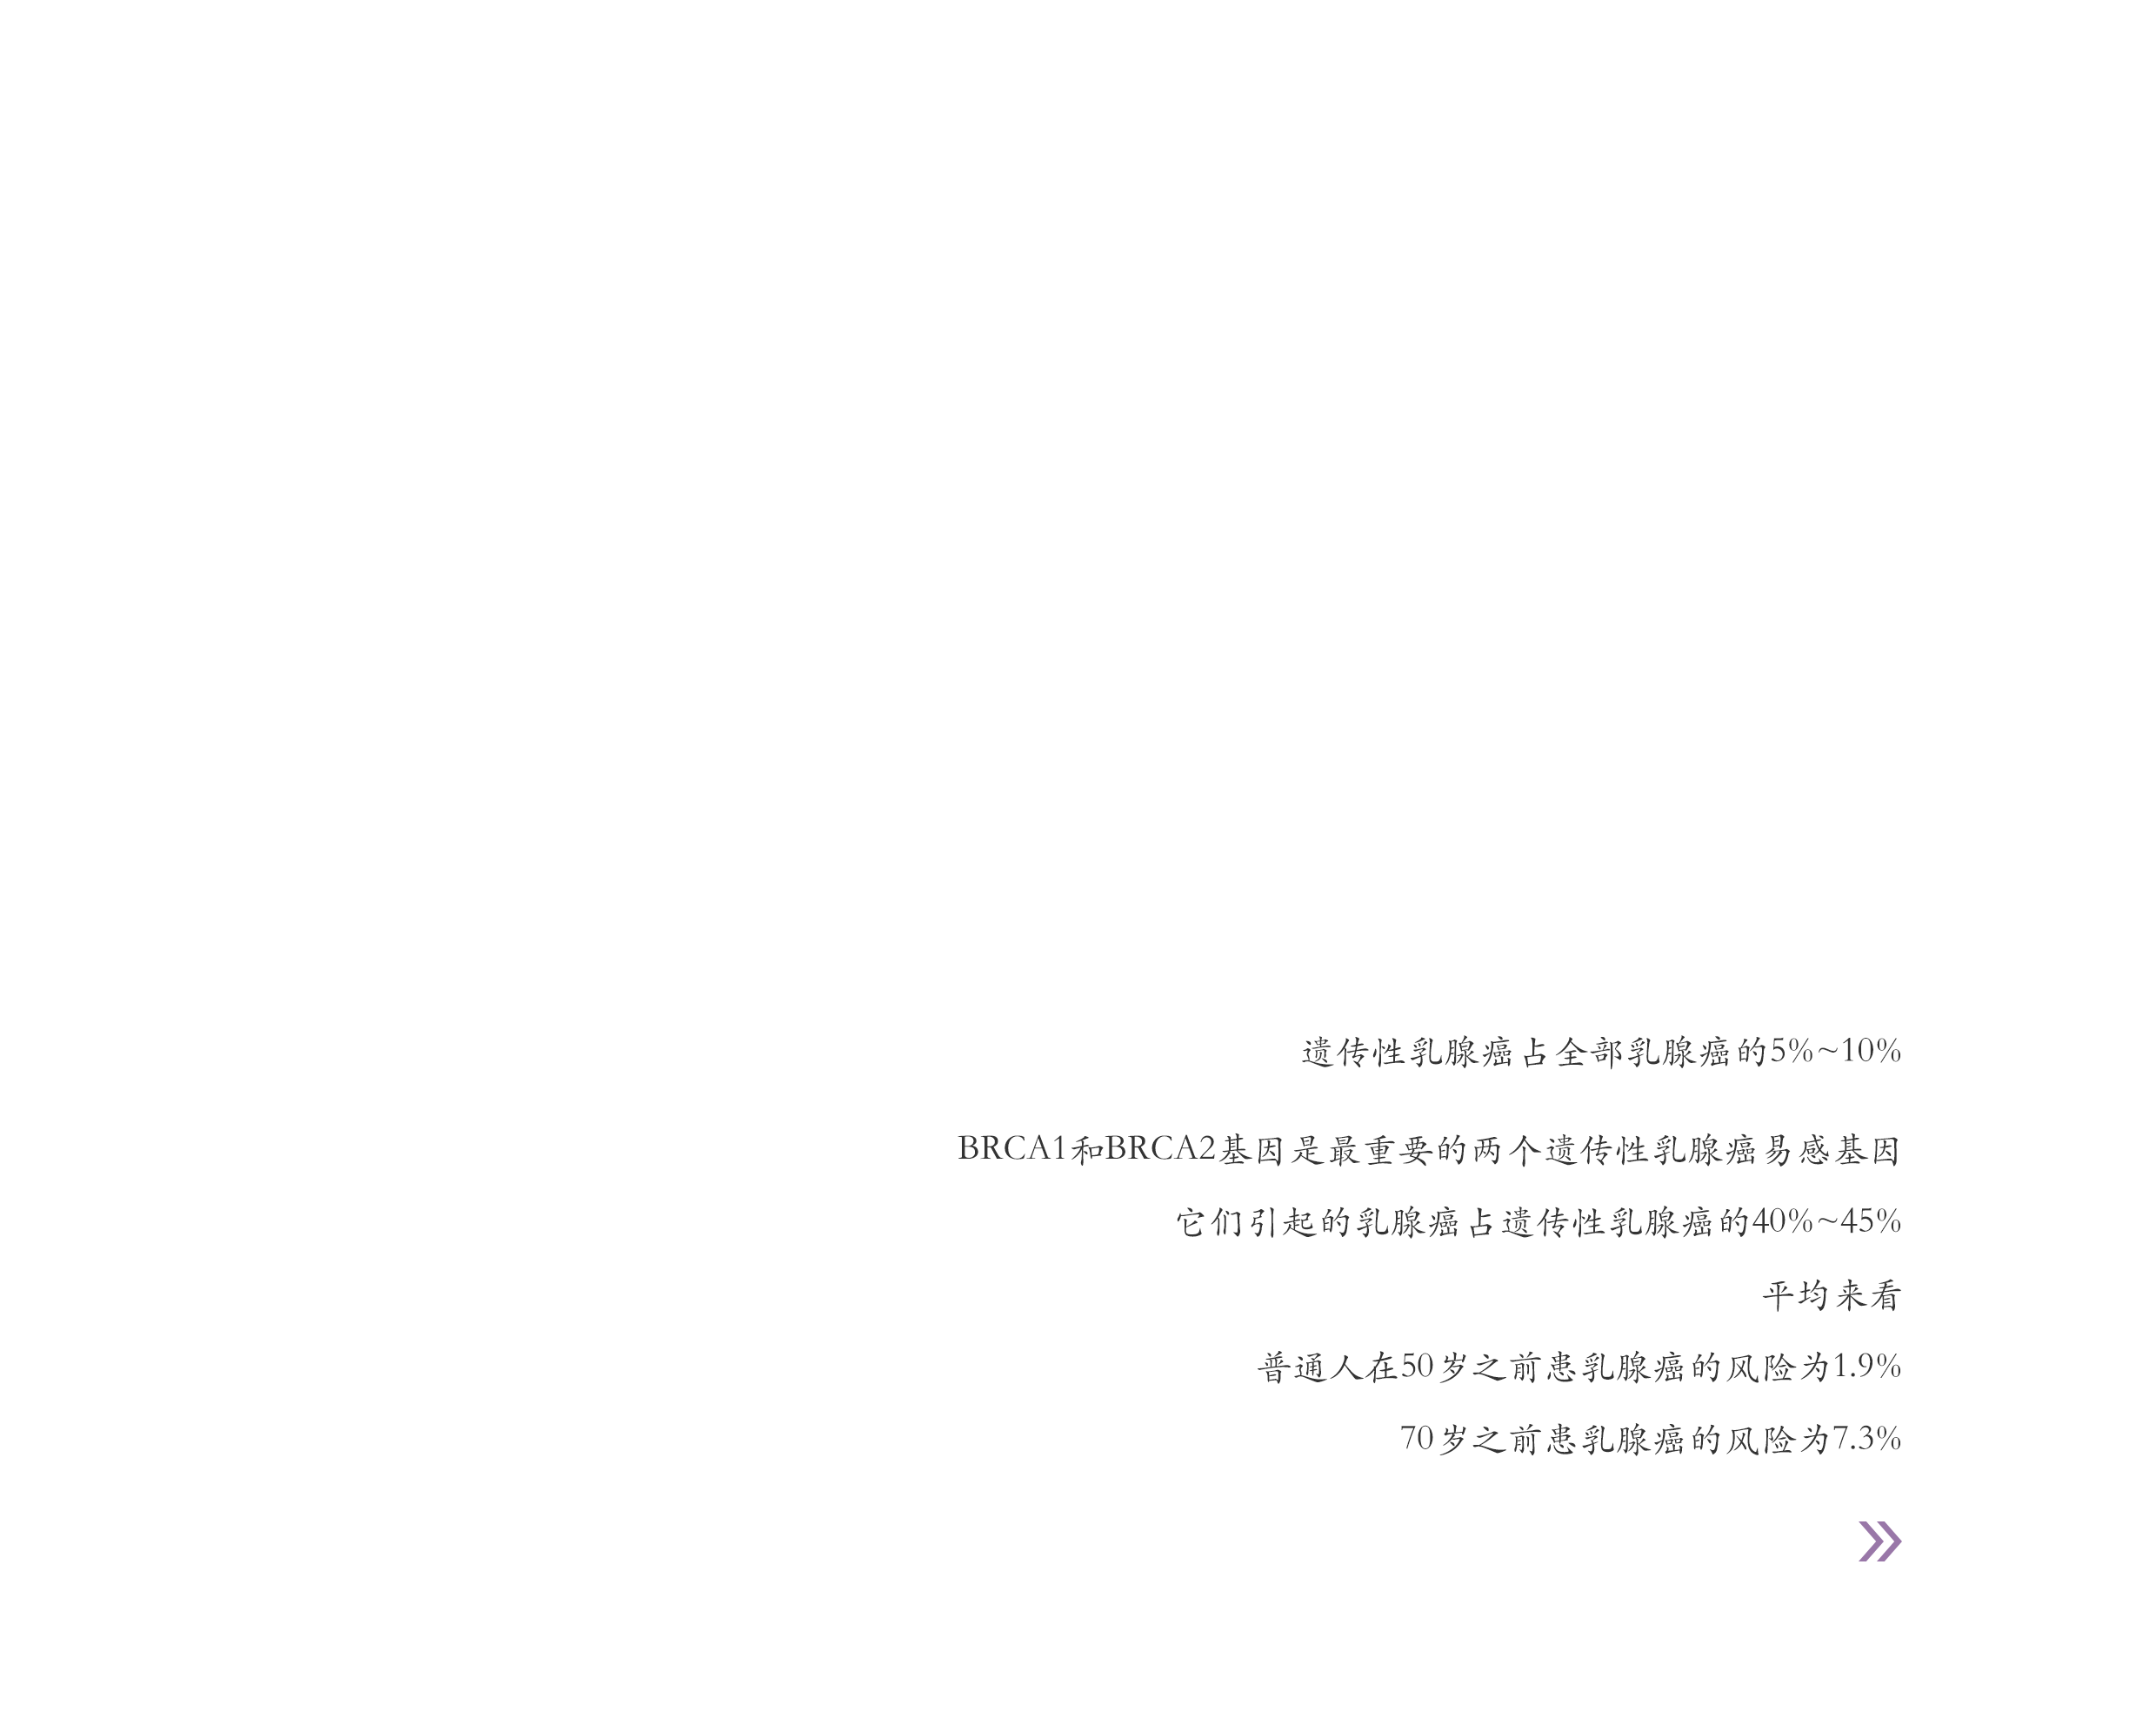 遗传性乳腺癌占全部乳腺癌的5%~10%
BRCA1和BRCA2基因是最重要的两个遗传性乳腺癌易感基因
它们引起的乳腺癌占遗传性乳腺癌的40%~45%
平均来看
普通人在50岁之前患乳腺癌的风险为1.9%
70岁之前患乳腺癌的风险为7.3%